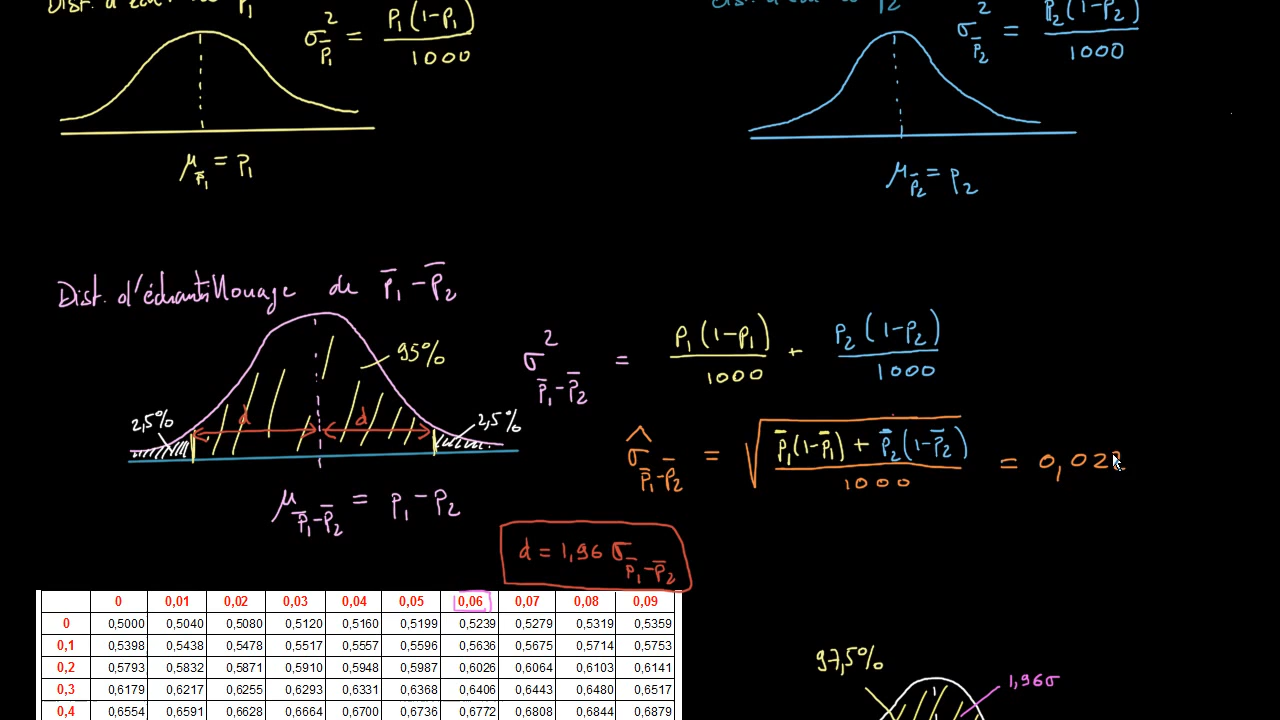 σ²p̄₁ = p₁(1-p₁)/1000
σ²p̄₂ = p₂(1-p₂)/1000
μp̄₁ = p₁
μp̄₂ = p₂
Dist. d'échantillonage de p̄₁-p̄₂
95%
2,5%
d
d
2,5%
σ²p̄₁-p̄₂ = p₁(1-p₁)/1000 + p₂(1-p₂)/1000
σ̂p̄₁-p̄₂ = √(p̄₁(1-p̄₁) + p̄₂(1-p̄₂)/1000) = 0,02
μp̄₁-p̄₂ = p₁-p₂
d = 1,96 σp̄₁-p̄₂
0 0,01 0,02 0,03 0,04 0,05 0,06 0,07 0,08 0,09
0 0,5000 0,5040 0,5080 0,5120 0,5160 0,5199 0,5239 0,5279 0,5319 0,5359
0,1 0,5398 0,5438 0,5478 0,5517 0,5557 0,5596 0,5636 0,5675 0,5714 0,5753
0,2 0,5793 0,5832 0,5871 0,5910 0,5948 0,5987 0,6026 0,6064 0,6103 0,6141
0,3 0,6179 0,6217 0,6255 0,6293 0,6331 0,6368 0,6406 0,6443 0,6480 0,6517
0,4 0,6554 0,6591 0,6628 0,6664 0,6700 0,6736 0,6772 0,6808 0,6844 0,6879
97,5%
1,96σ